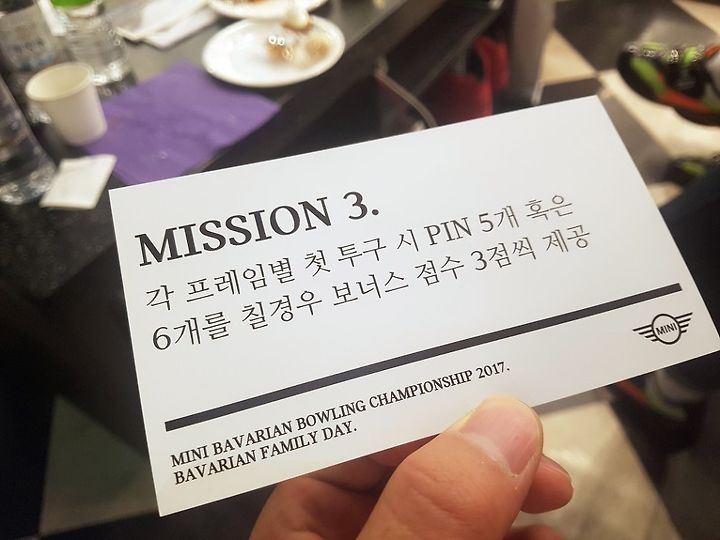 MISSION 3.
각 프레임별 첫 투구 시 PIN 5개 혹은
6개를 칠경우 보너스 점수 3점씩 제공
MINI
MINI BAVARIAN BOWLING CHAMPIONSHIP 2017.
BAVARIAN FAMILY DAY.